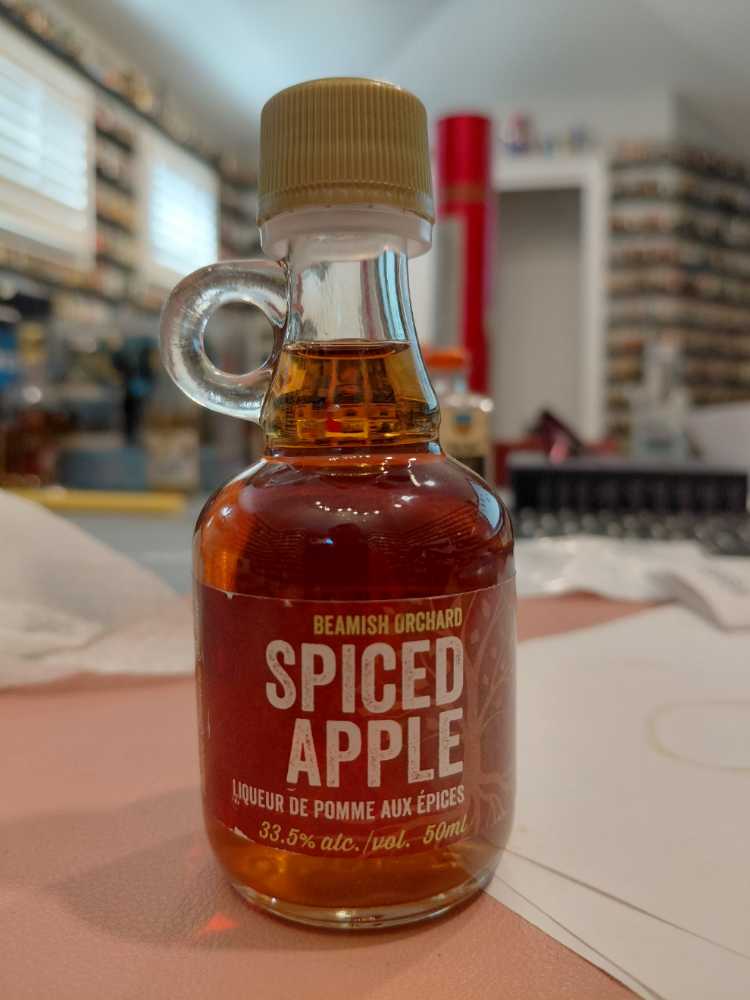 BEAMISH ORCHARD
SPICED
APPLE
LIQUEUR DE POMME AUX ÉPICES
33.5% alc./vol. 50ml